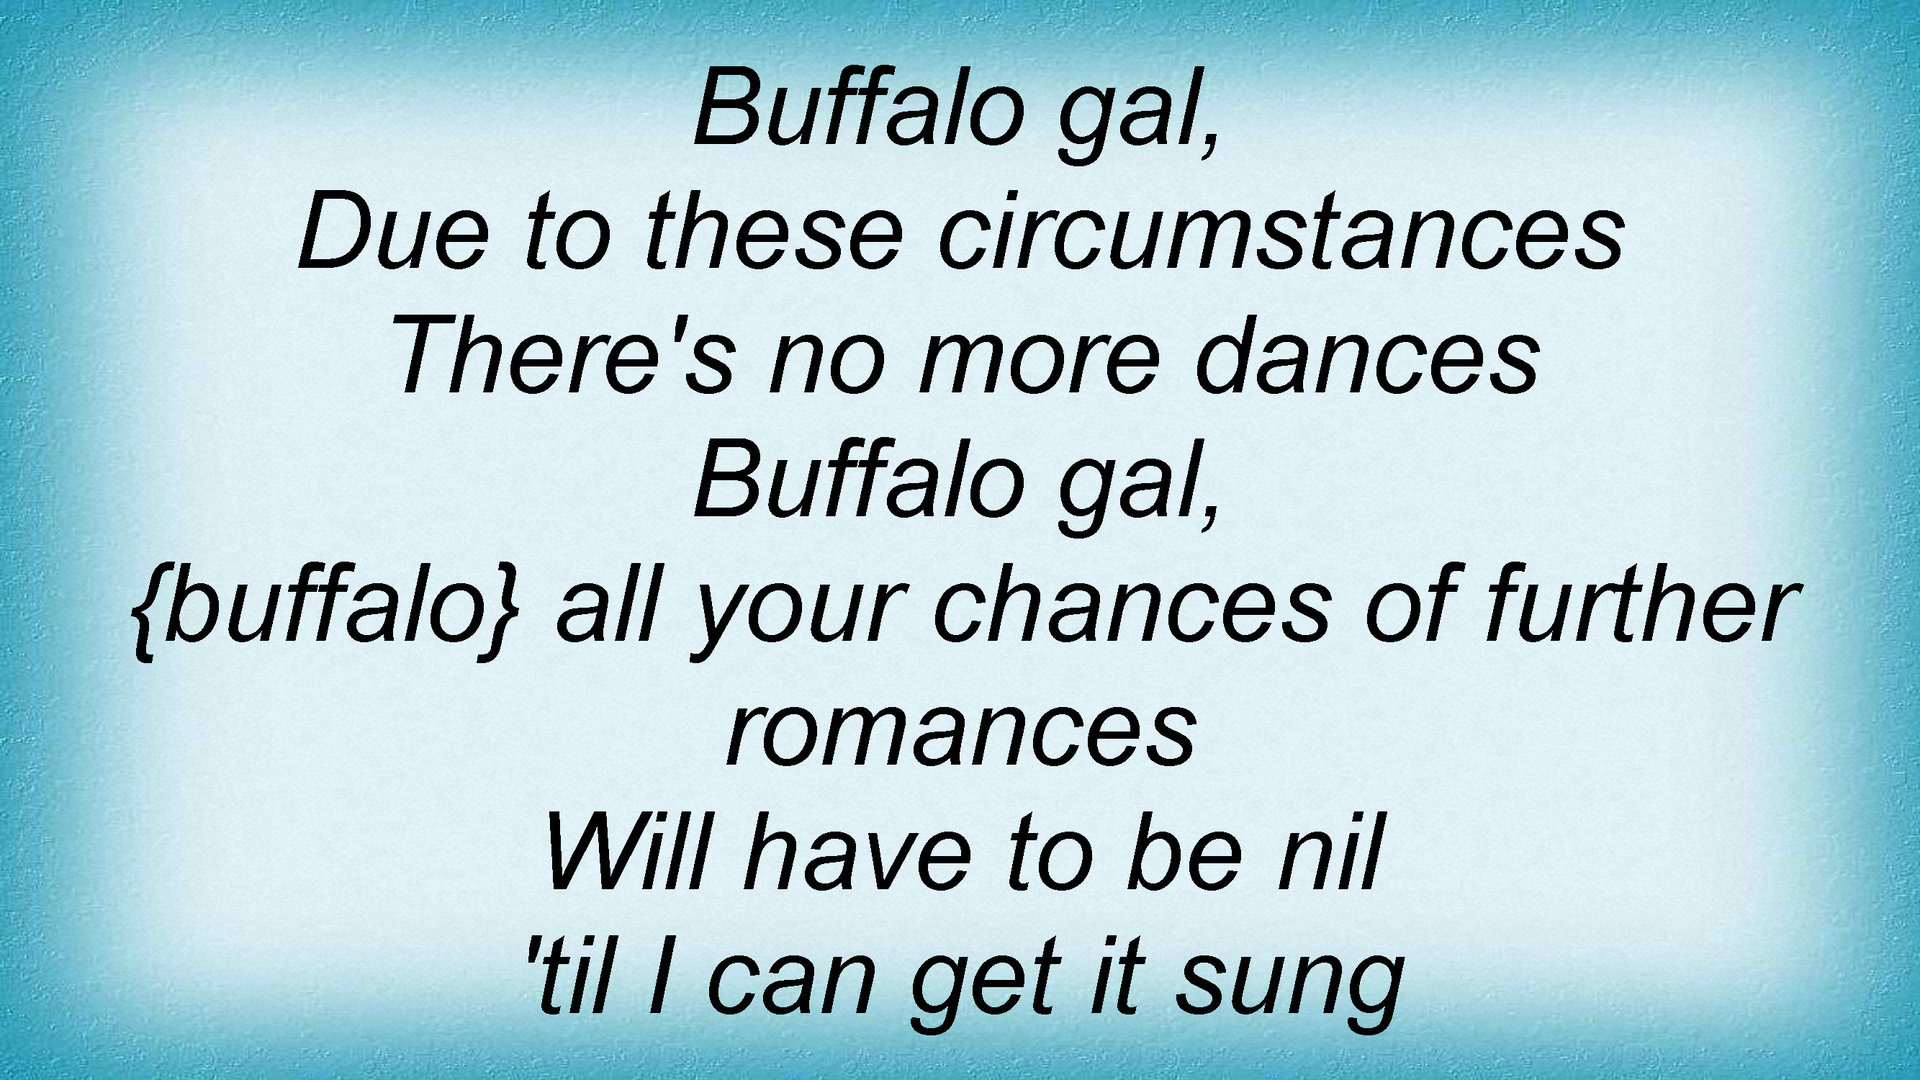 Buffalo gal,
Due to these circumstances
There's no more dances
Buffalo gal,
{buffalo} all your chances of further
romances
Will have to be nil
'til I can get it sung